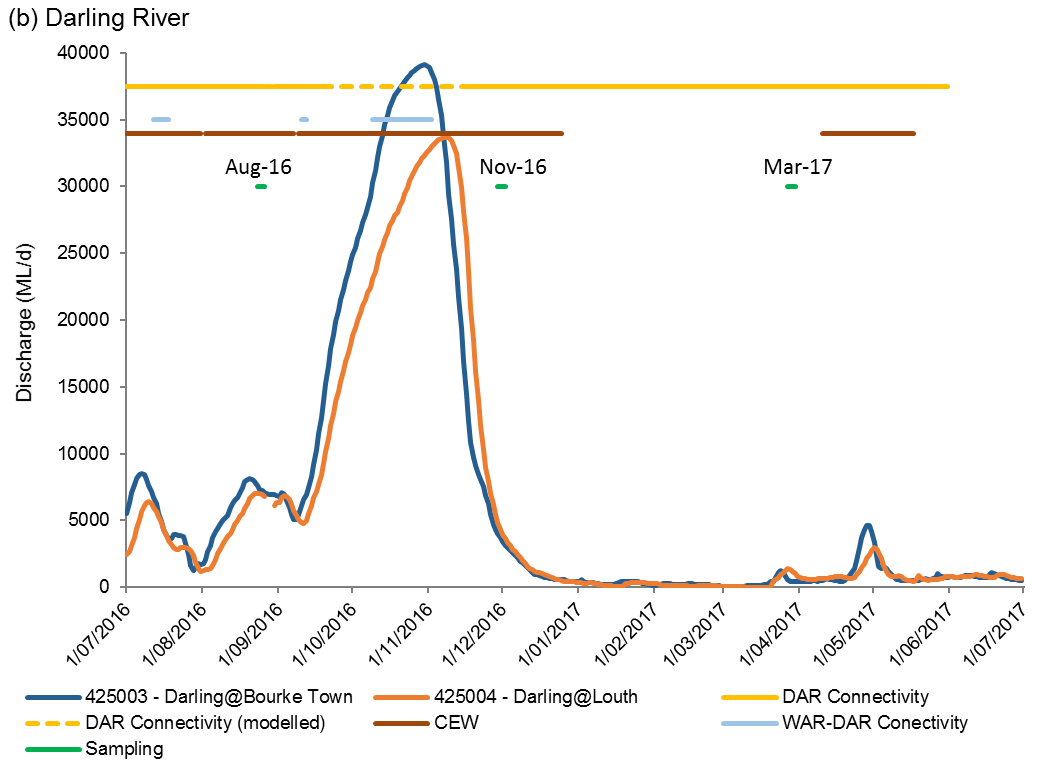 (b) Darling River
40000
35000
30000
25000
20000
15000
10000
5000
0
Discharge (ML/d)
Aug-16
Nov-16
Mar-17
1/07/2016
1/08/2016
1/09/2016
1/10/2016
1/11/2016
1/12/2016
1/01/2017
1/02/2017
1/03/2017
1/04/2017
1/05/2017
1/06/2017
1/07/2017
425003 - Darling@Bourke Town 425004 - Darling@Louth DAR Connectivity
DAR Connectivity (modelled) CEW WAR-DAR Conectivity
Sampling